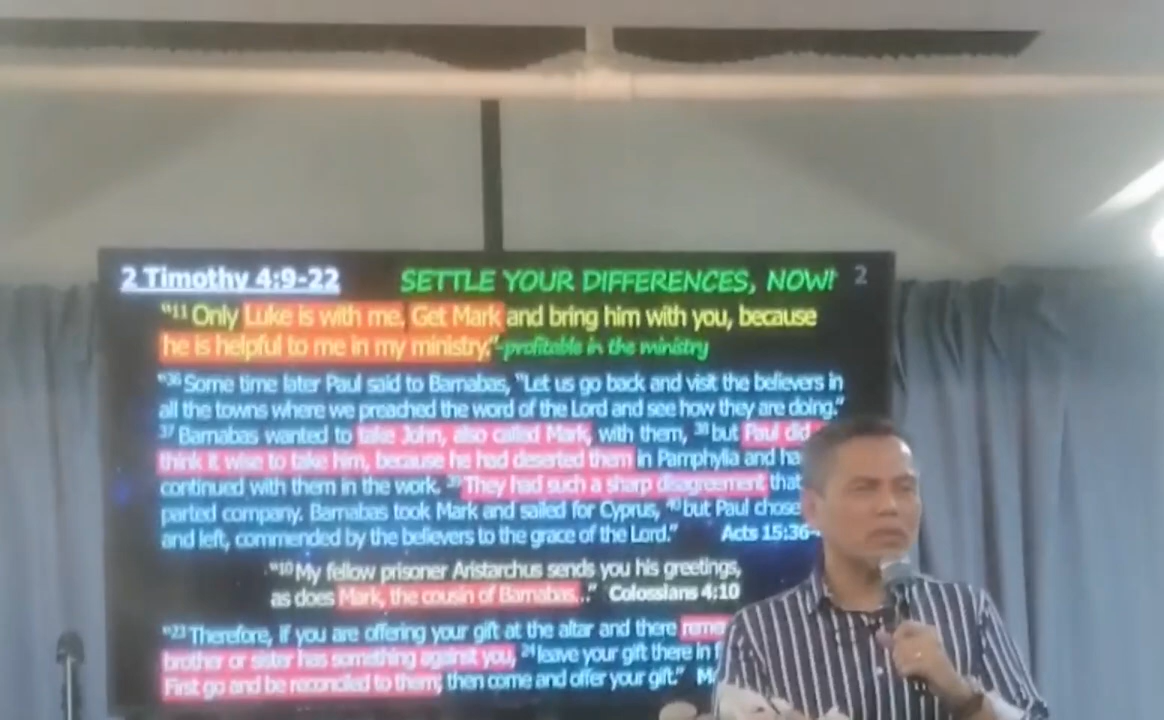 2 Timothy 4:9-22 SETTLE YOUR DIFFERENCES, NOW! 2
"11 Only Luke is with me. Get Mark and bring him with you, because
he is helpful to me in my ministry."-profitable in the ministry
"36 Some time later Paul said to Barnabas, "Let us go back and visit the believers in
all the towns where we preached the word of the Lord and see how they are doing."
37 Barnabas wanted to take John, also called Mark, with them, 38 but Paul did
think it wise to take him, because he had deserted them in Pamphylia and ha
continued with them in the work. 39 They had such a sharp disagreement that
parted company. Barnabas took Mark and sailed for Cyprus, 40 but Paul chose
and left, commended by the believers to the grace of the Lord." Acts 15:36-
"10 My fellow prisoner Aristarchus sends you his greetings,
as does Mark, the cousin of Barnabas..." Colossians 4:10
"23 Therefore, if you are offering your gift at the altar and there reme
brother or sister has something against you, 24 leave your gift there in f
First go and be reconciled to them; then come and offer your gift." M